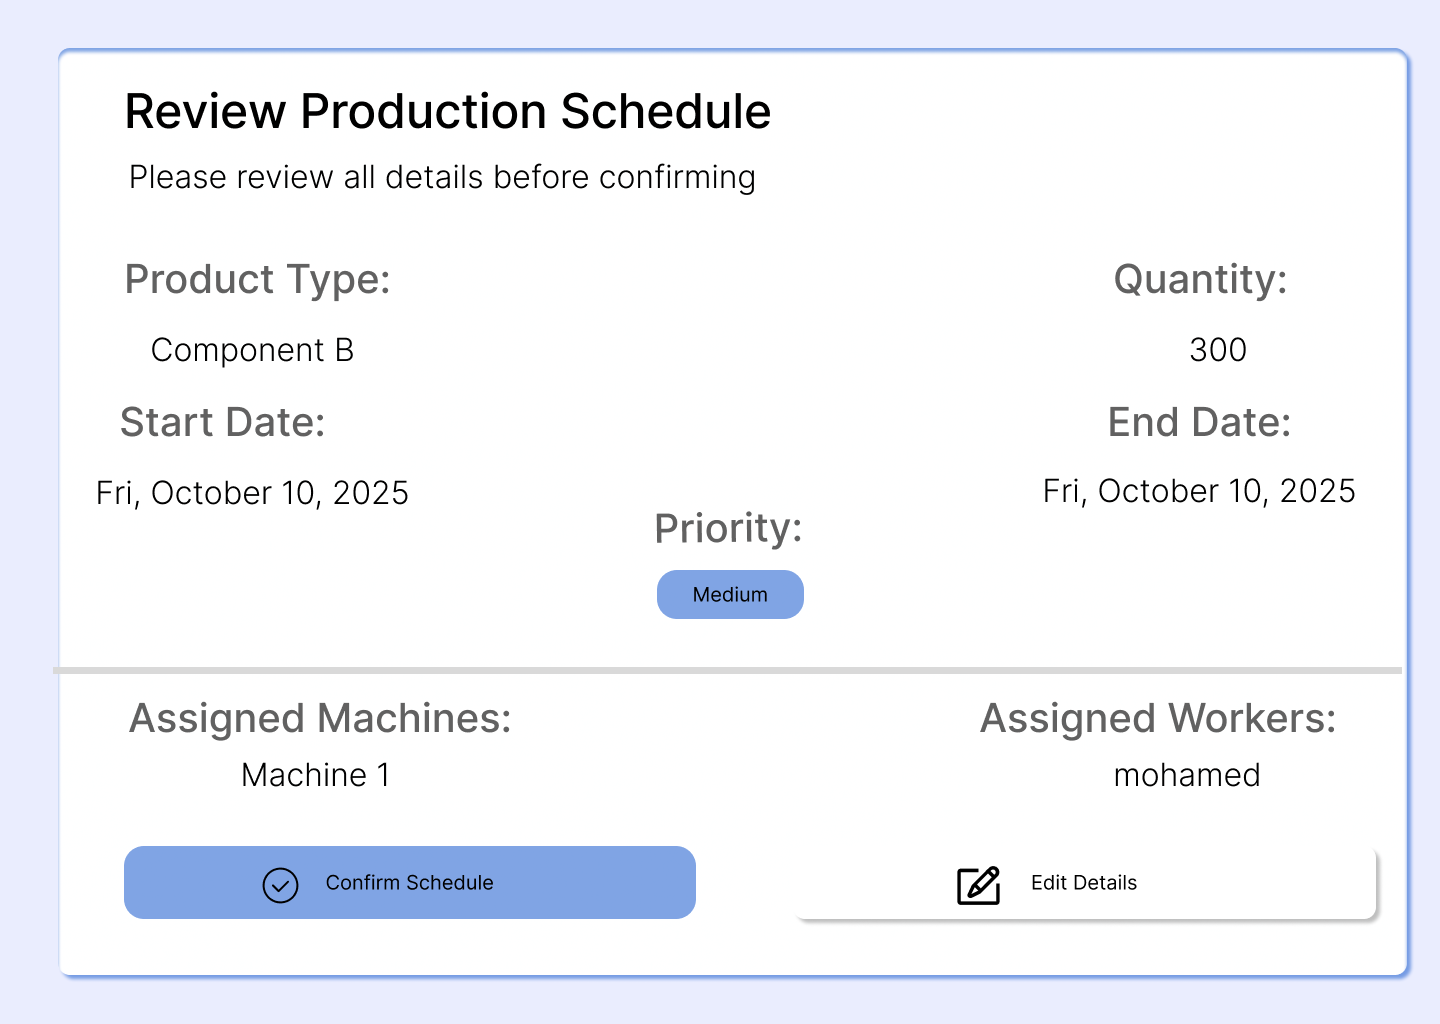 Review Production Schedule
Please review all details before confirming
Product Type:
Quantity:
Component B
300
Start Date:
End Date:
Fri, October 10, 2025
Fri, October 10, 2025
Priority:
Medium
Assigned Machines:
Assigned Workers:
Machine 1
mohamed
Confirm Schedule
Edit Details